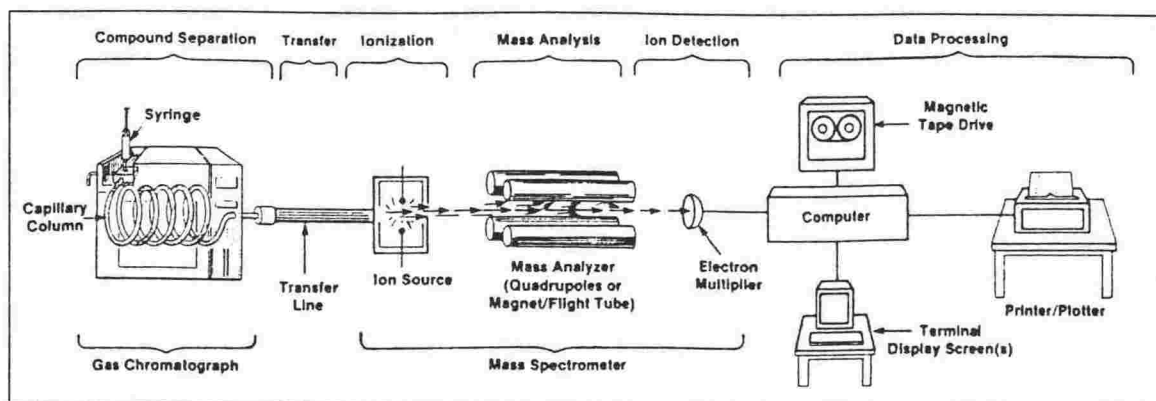 Compound Separation
Transfer
Ionization
Mass Analysis
Ion Detection
Data Processing
Syringe
Magnetic
Tape Drive
Capillary
Column
Computer
Ion Source
Mass Analyzer
(Quadrupoles or
Magnet/Flight Tube)
Electron
Multiplier
Transfer
Line
Printer/Plotter
Terminal
Display Screen(s)
Gas Chromatograph
Mass Spectrometer